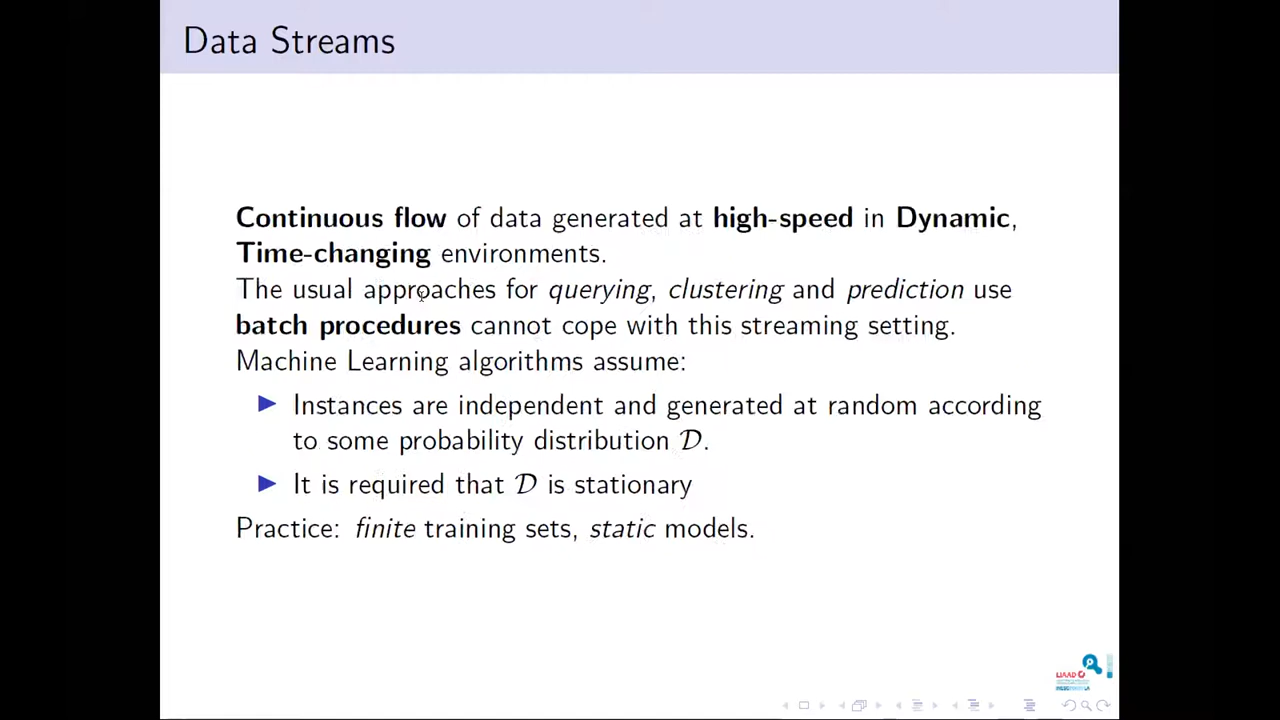 Data Streams
Continuous flow of data generated at high-speed in Dynamic,
Time-changing environments.
The usual approaches for querying, clustering and prediction use
batch procedures cannot cope with this streaming setting.
Machine Learning algorithms assume:
▶ Instances are independent and generated at random according
to some probability distribution 𝒟.
▶ It is required that 𝒟 is stationary
Practice: finite training sets, static models.
LIAAD